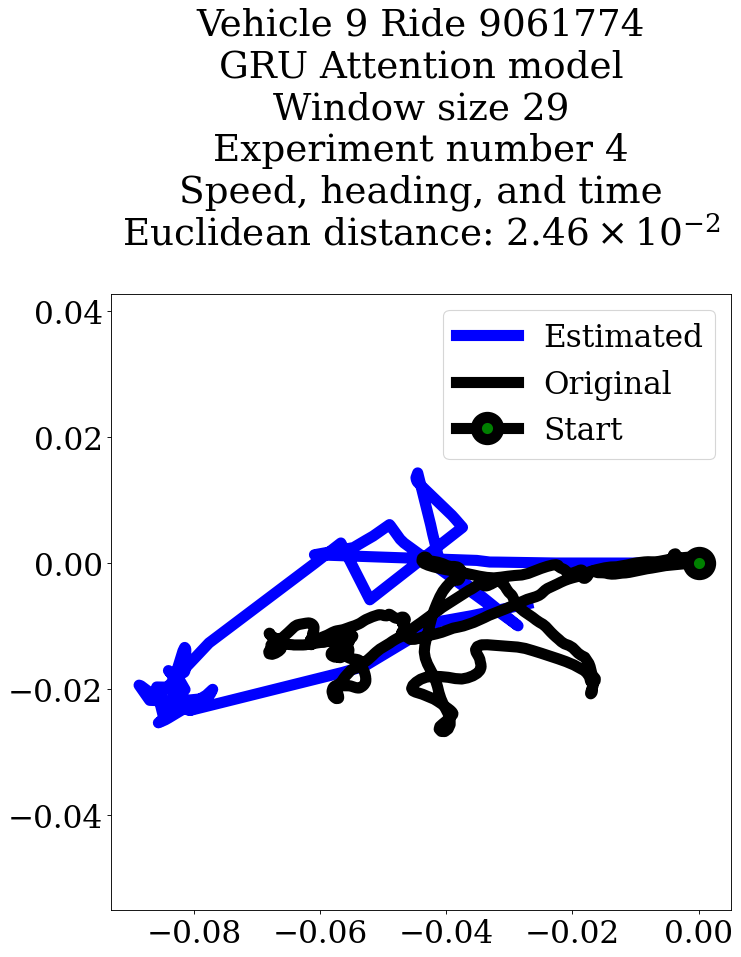 Vehicle 9 Ride 9061774
GRU Attention model
Window size 29
Experiment number 4
Speed, heading, and time
Euclidean distance: 2.46 × 10⁻²
Estimated
Original
Start
0.04
0.02
0.00
−0.02
−0.04
−0.08 −0.06 −0.04 −0.02 0.00